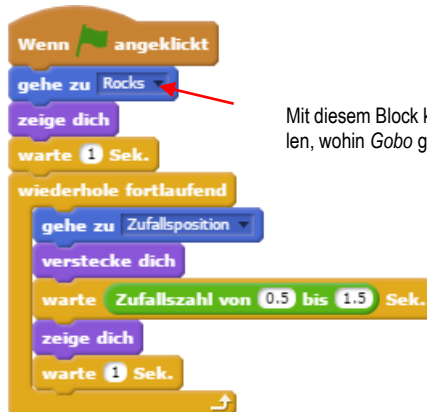 Wenn angeklickt
gehe zu Rocks
zeige dich
Mit diesem Block
warte 1 Sek.
len, wohin Gobo
wiederhole fortlaufend
gehe zu Zufallsposition
verstecke dich
warte Zufallszahl von 0.5 bis 1.5 Sek.
zeige dich
warte 1 Sek.